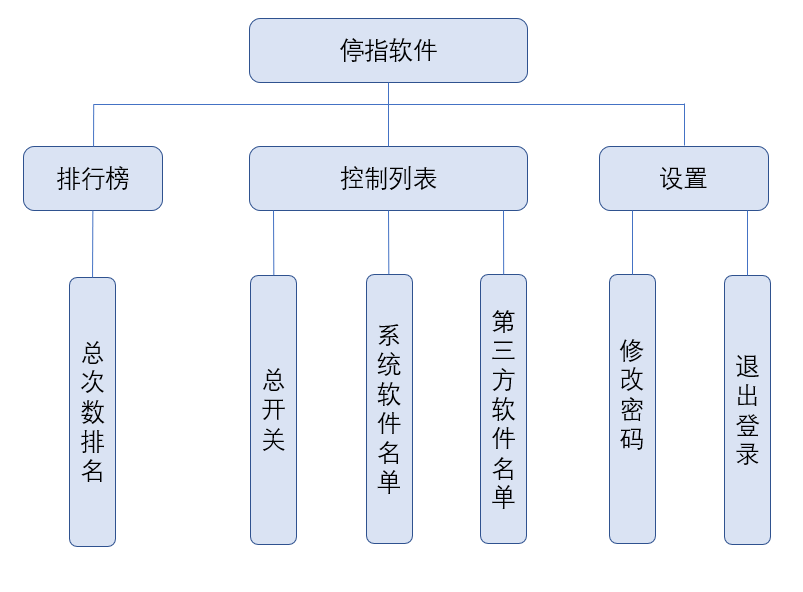 停指软件
排行榜
控制列表
设置
总次数排名
总开关
系统软件名单
第三方软件名单
修改密码
退出登录